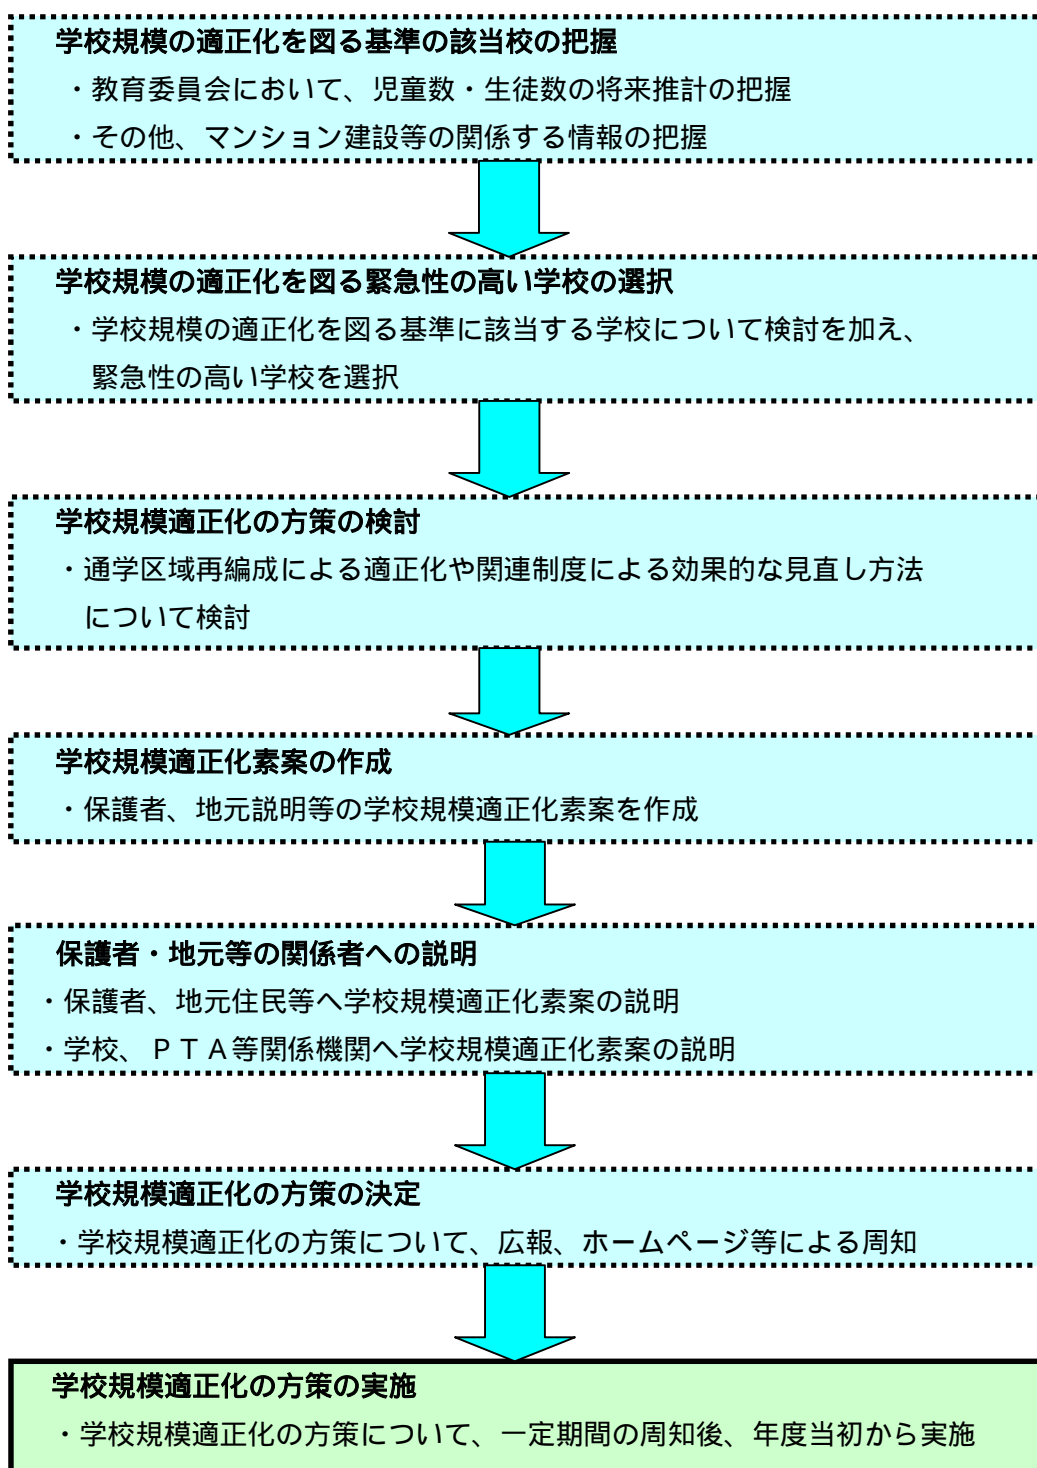 学校規模の適正化を図る基準の該当校の把握
・教育委員会において、児童数・生徒数の将来推計の把握
・その他、マンション建設等の関係する情報の把握
学校規模の適正化を図る緊急性の高い学校の選択
・学校規模の適正化を図る基準に該当する学校について検討を加え、
緊急性の高い学校を選択
学校規模適正化の方策の検討
・通学区域再編成による適正化や関連制度による効果的な見直し方法
について検討
学校規模適正化素案の作成
・保護者、地元説明等の学校規模適正化素案を作成
保護者・地元等の関係者への説明
・保護者、地元住民等へ学校規模適正化素案の説明
・学校、ＰＴＡ等関係機関へ学校規模適正化素案の説明
学校規模適正化の方策の決定
・学校規模適正化の方策について、広報、ホームページ等による周知
学校規模適正化の方策の実施
・学校規模適正化の方策について、一定期間の周知後、年度当初から実施